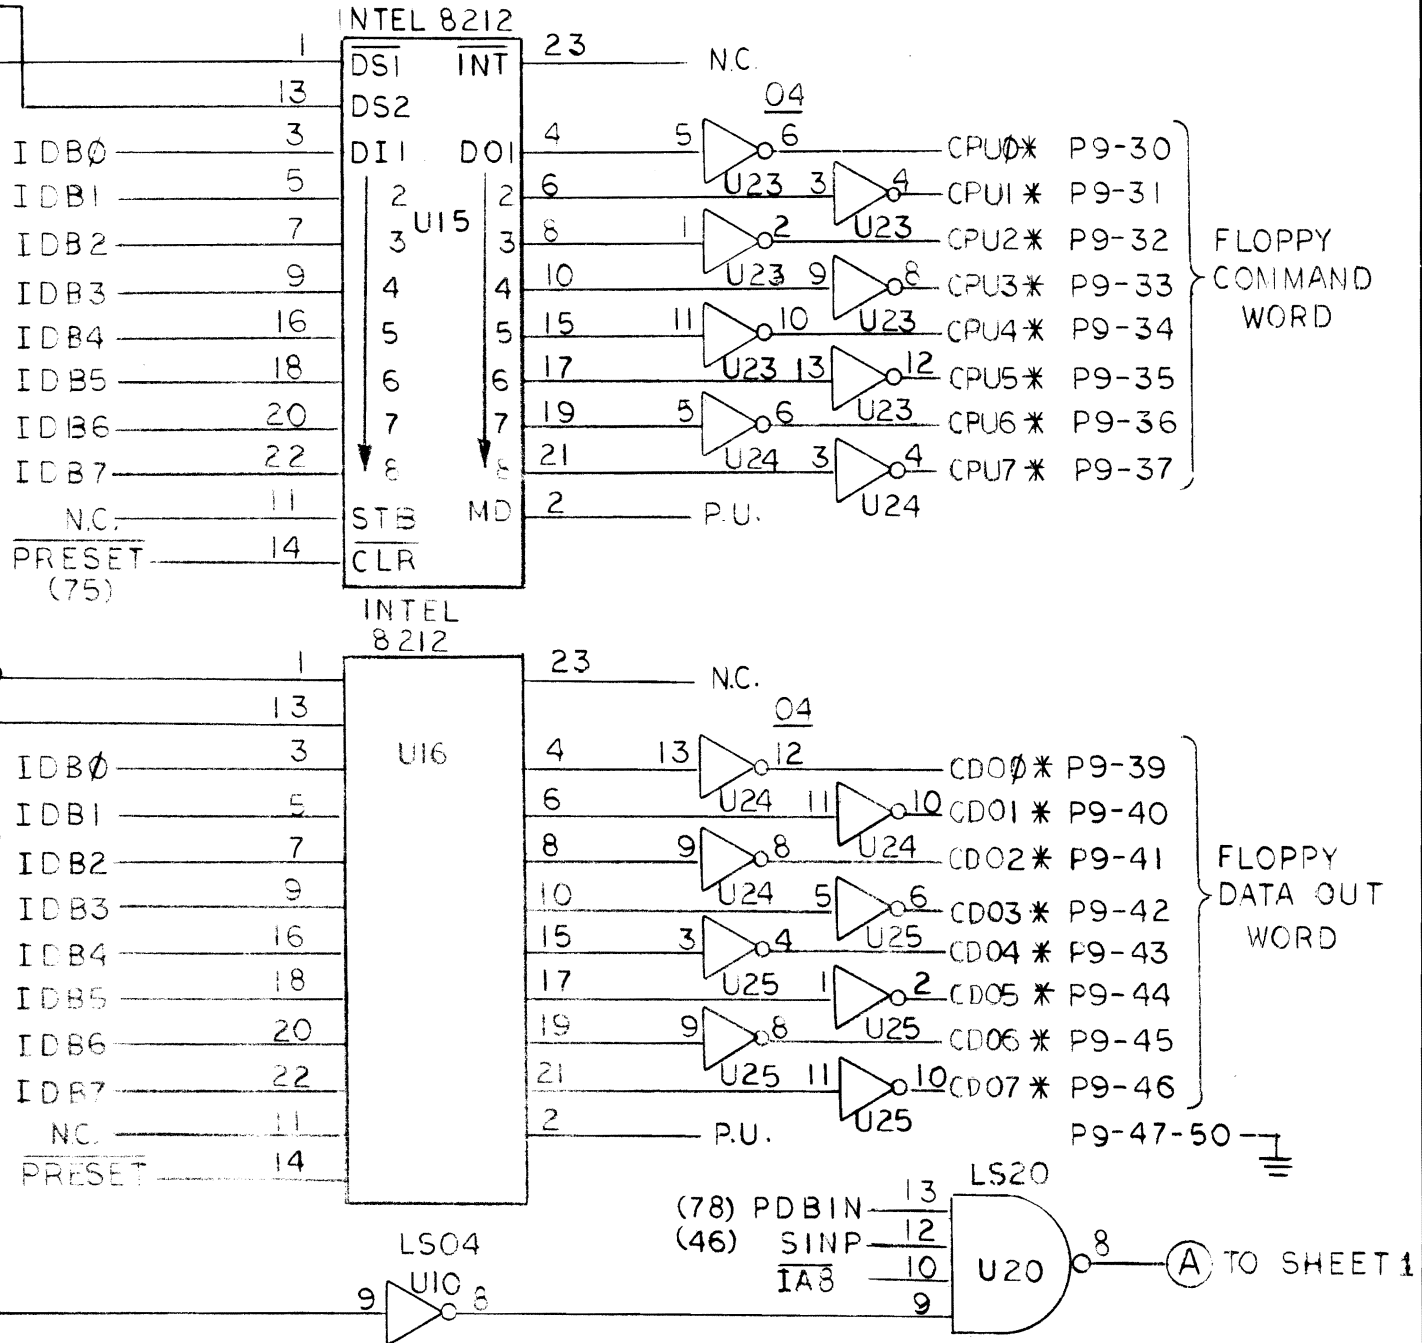 INTEL 8212
1 DS1 INT 23 N.C.
13 DS2 04
IDBØ 3 DI1 DO1 4 5 6 CPUØ* P9-30
U23
IDB1 5 2 2 6 3 4 CPU1* P9-31
U15 U23
IDB2 7 3 3 8 1 2 CPU2* P9-32
U23
IDB3 9 4 4 10 9 8 CPU3* P9-33
U23
IDB4 16 5 5 15 11 10 CPU4* P9-34
U23
IDB5 18 6 6 17 13 12 CPU5* P9-35
U23
IDB6 20 7 7 19 5 6 CPU6* P9-36
U24
IDB7 22 8 8 21 3 4 CPU7* P9-37
U24
FLOPPY
COMMAND
WORD
N.C. 11 STB MD 2 P.U.
PRESET 14 CLR
(75)
INTEL
8212
1 23 N.C.
13 04
U16
IDBØ 3 4 13 12 CDOØ* P9-39
U24
IDB1 5 6 11 10 CDO1* P9-40
U24
IDB2 7 8 9 8 CDO2* P9-41
U24
IDB3 9 10 5 6 CDO3* P9-42
U25
IDB4 16 15 3 4 CDO4* P9-43
U25
IDB5 18 17 1 2 CDO5* P9-44
U25
IDB6 20 19 9 8 CDO6* P9-45
U25
IDB7 22 21 11 10 CDO7* P9-46
U25
FLOPPY
DATA OUT
WORD
N.C. 11 2 P.U. P9-47-50
PRESET 14
LS20
(78) PDBIN 13
(46) SINP 12
IA8 10
9
U20 8 A TO SHEET 1
LS04
U10
9 8